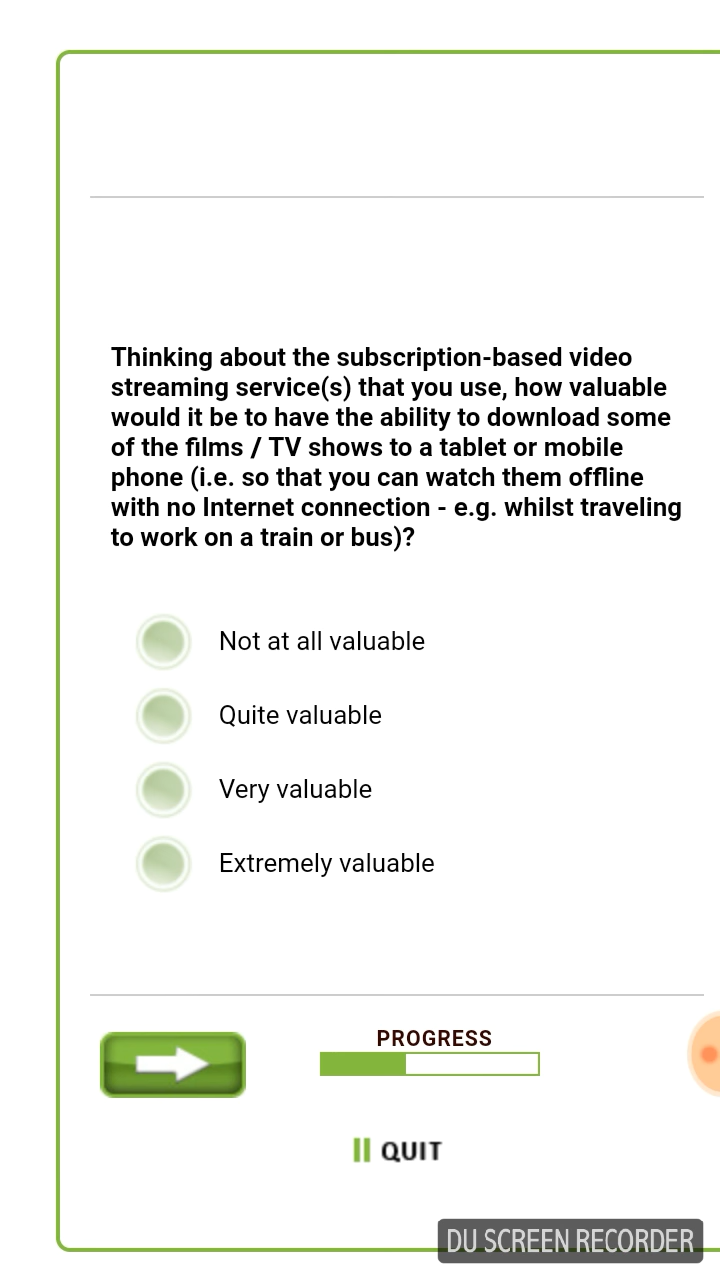 Thinking about the subscription-based video
streaming service(s) that you use, how valuable
would it be to have the ability to download some
of the films / TV shows to a tablet or mobile
phone (i.e. so that you can watch them offline
with no Internet connection - e.g. whilst traveling
to work on a train or bus)?
Not at all valuable
Quite valuable
Very valuable
Extremely valuable
PROGRESS
QUIT
DU SCREEN RECORDER